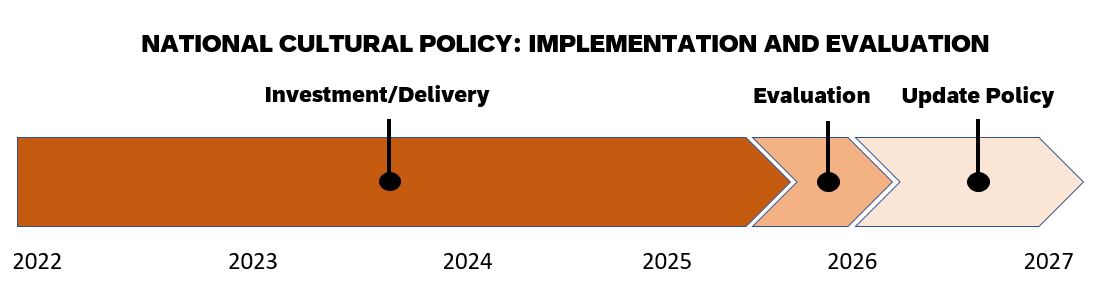 NATIONAL CULTURAL POLICY: IMPLEMENTATION AND EVALUATION
Investment/Delivery
Evaluation
Update Policy
2022
2023
2024
2025
2026
2027